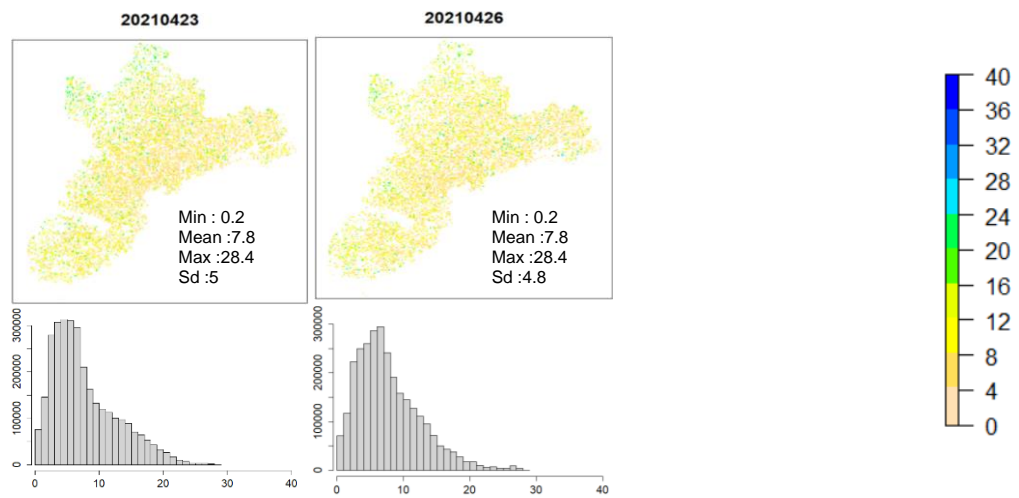 20210423
20210426
Min : 0.2
Mean :7.8
Max :28.4
Sd :5
Min : 0.2
Mean :7.8
Max :28.4
Sd :4.8
40
36
32
28
24
20
16
12
8
4
0
300000
200000
100000
0
0 10 20 30 40
300000
200000
100000
0
0 10 20 30 40